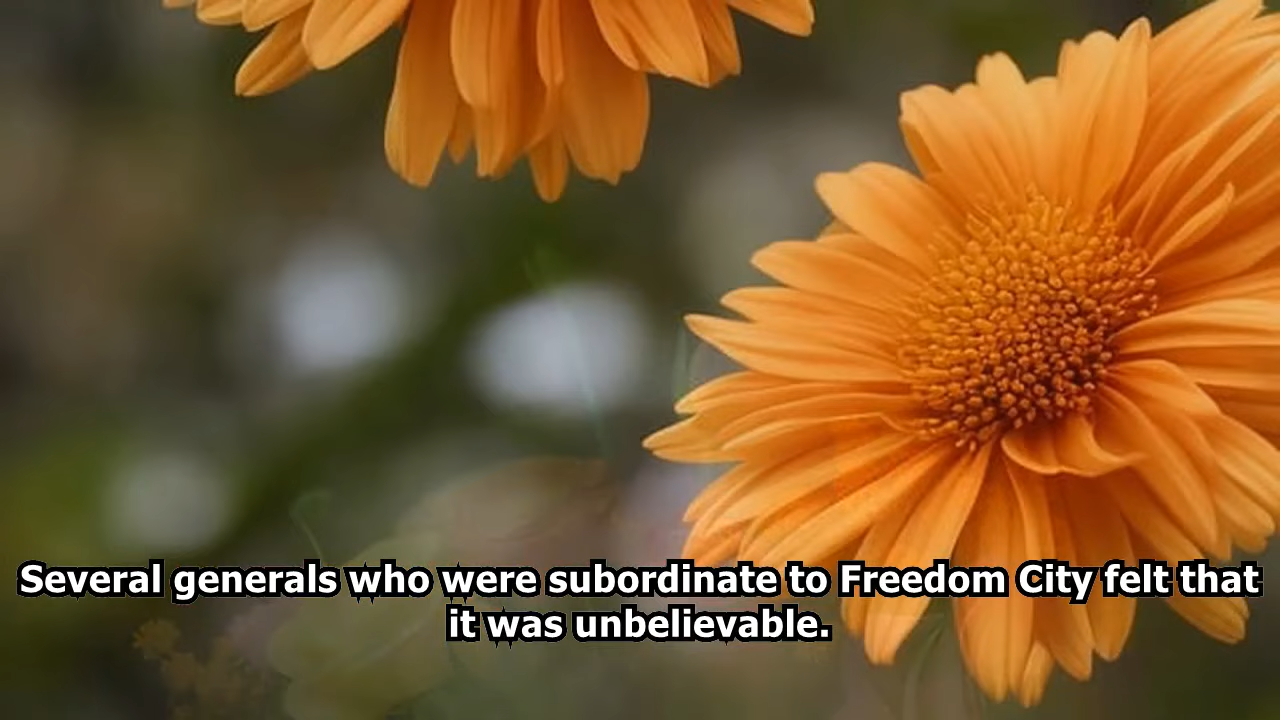 Several generals who were subordinate to Freedom City felt that
it was unbelievable.